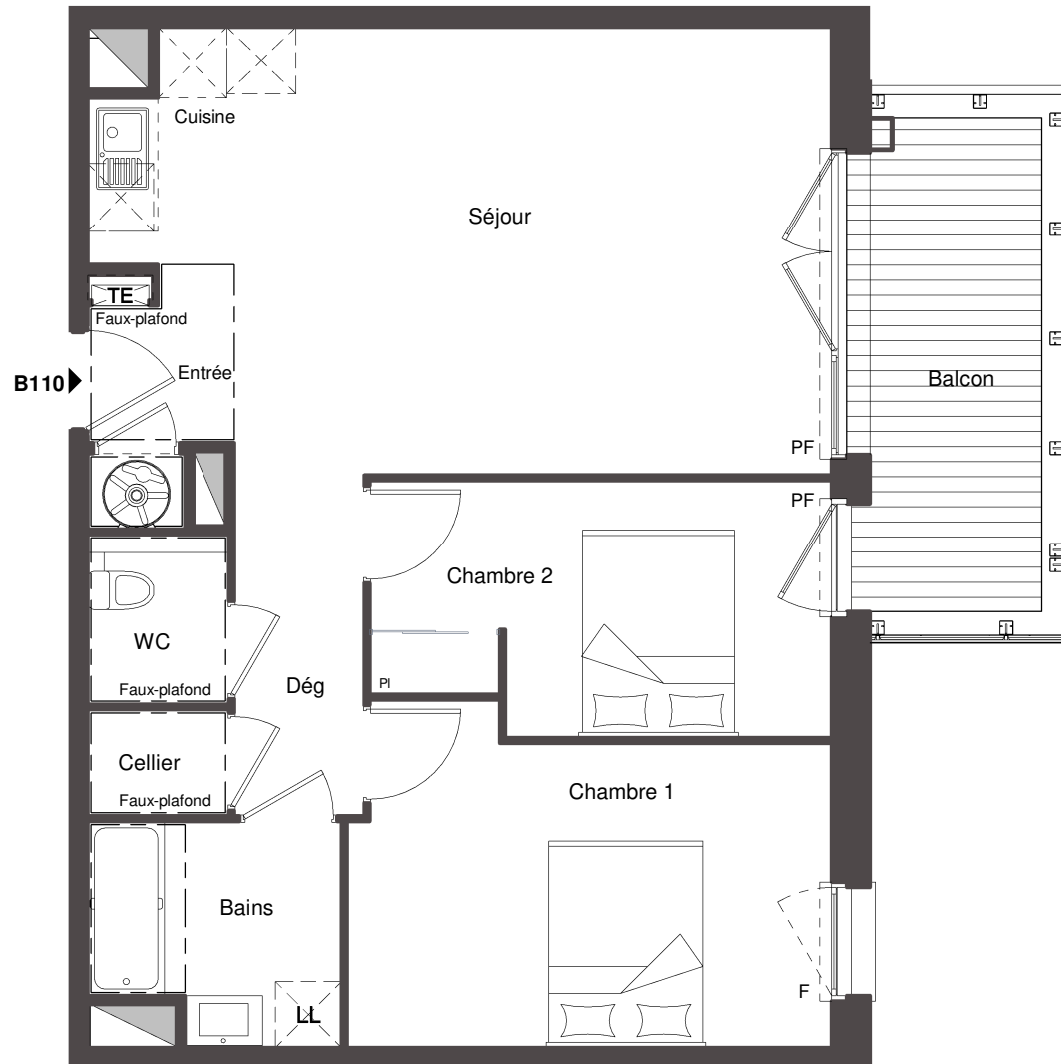 Cuisine
Séjour
TE
Faux-plafond
Entrée
B110
Balcon
PF
PF
Chambre 2
WC
Dég
Pl
Faux-plafond
Cellier
Faux-plafond
Chambre 1
Bains
F
LL